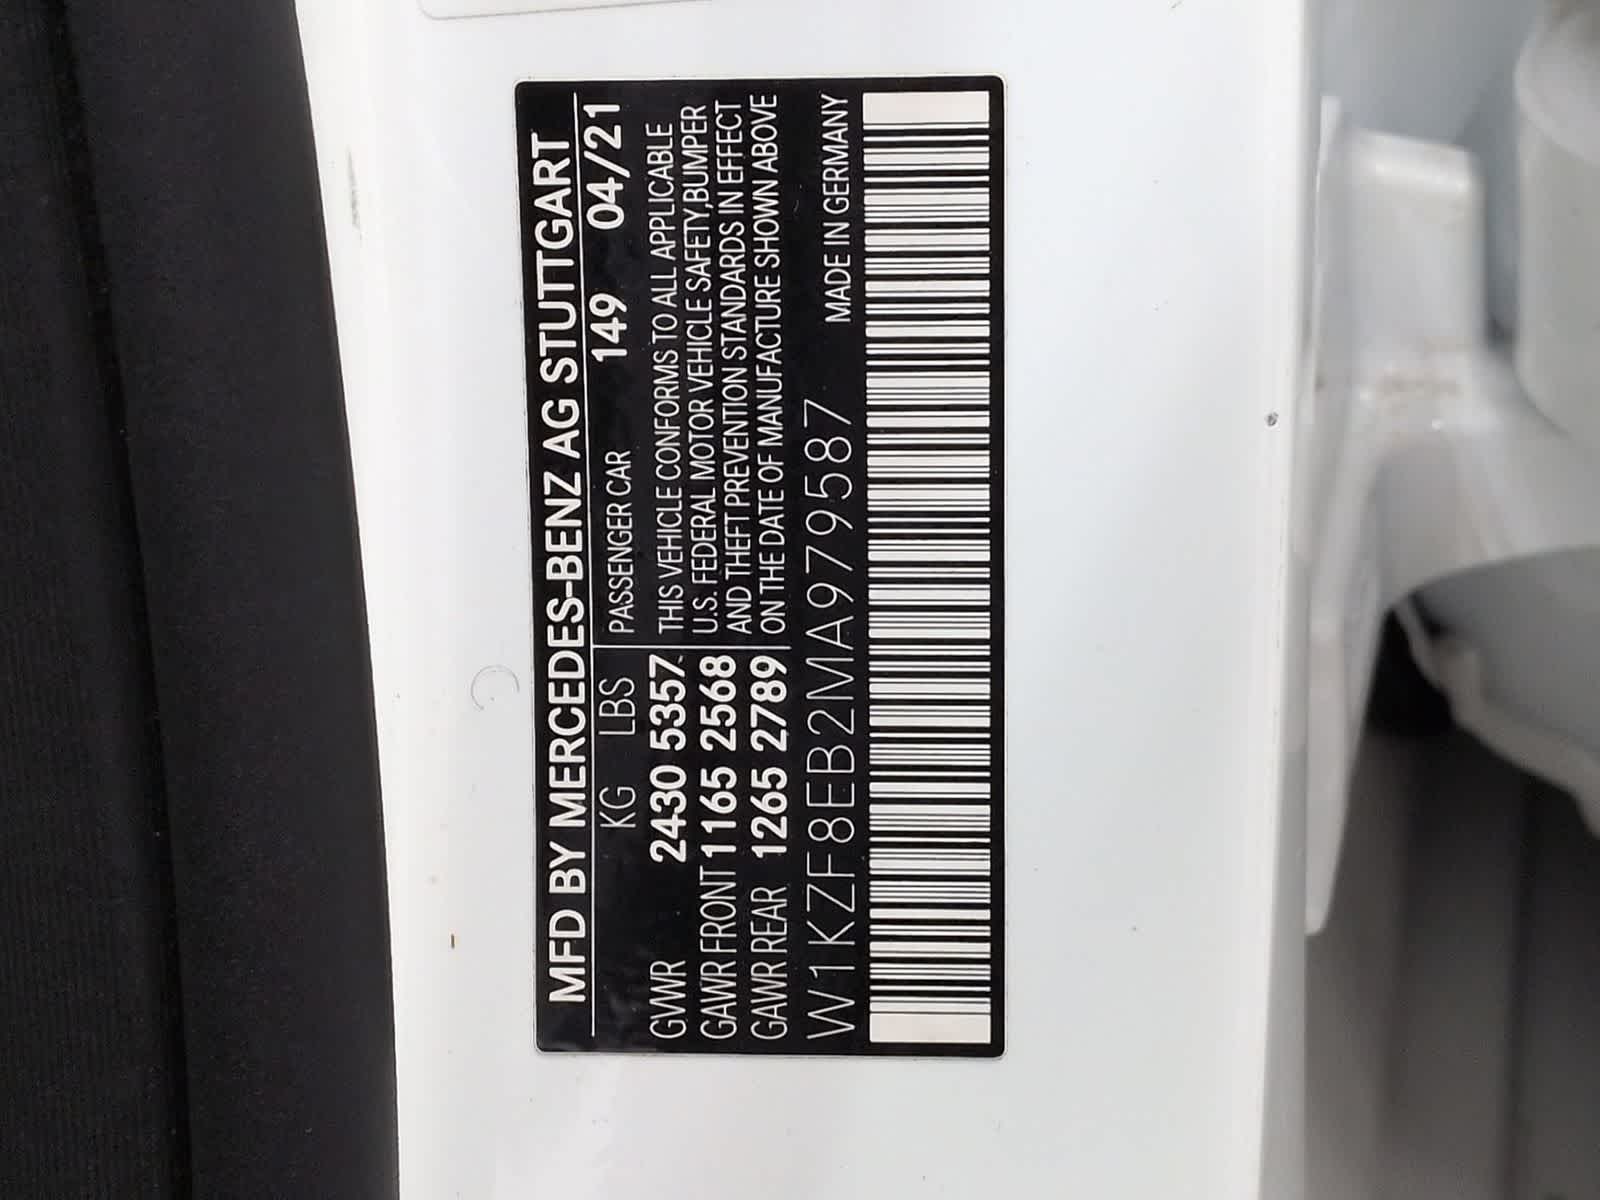 MFD BY MERCEDES-BENZ AG STUTTGART
KG LBS PASSENGER CAR 149 04/21
GVWR 2430 5357 THIS VEHICLE CONFORMS TO ALL APPLICABLE
GAWR FRONT 1165 2568 U.S. FEDERAL MOTOR VEHICLE SAFETY,BUMPER
AND THEFT PREVENTION STANDARDS IN EFFECT
GAWR REAR 1265 2789 ON THE DATE OF MANUFACTURE SHOWN ABOVE
W1KZF8EB2MA979587 MADE IN GERMANY